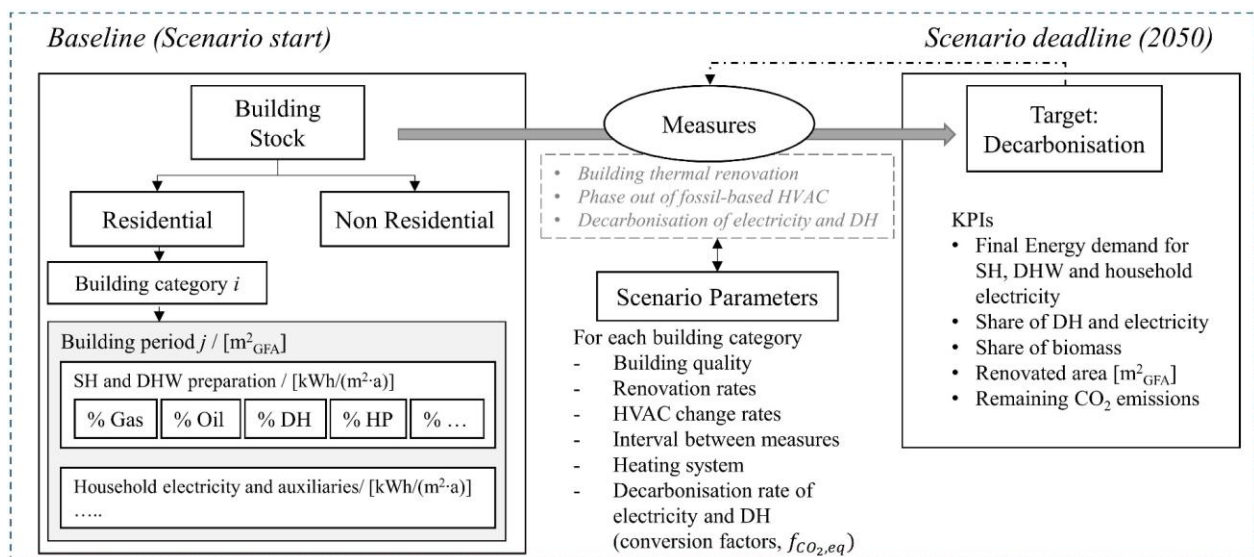 Baseline (Scenario start)
Building
Stock
Residential
Non Residential
Building category i
Building period j / [m²GFA]
SH and DHW preparation / [kWh/(m²·a)]
% Gas
% Oil
% DH
% HP
% …
Household electricity and auxiliaries/ [kWh/(m²·a)]
…..
Measures
• Building thermal renovation
• Phase out of fossil-based HVAC
• Decarbonisation of electricity and DH
Scenario Parameters
For each building category
- Building quality
- Renovation rates
- HVAC change rates
- Interval between measures
- Heating system
- Decarbonisation rate of
electricity and DH
(conversion factors, fCO₂,eq)
Scenario deadline (2050)
Target:
Decarbonisation
KPIs
• Final Energy demand for
SH, DHW and household
electricity
• Share of DH and electricity
• Share of biomass
• Renovated area [m²GFA]
• Remaining CO₂ emissions